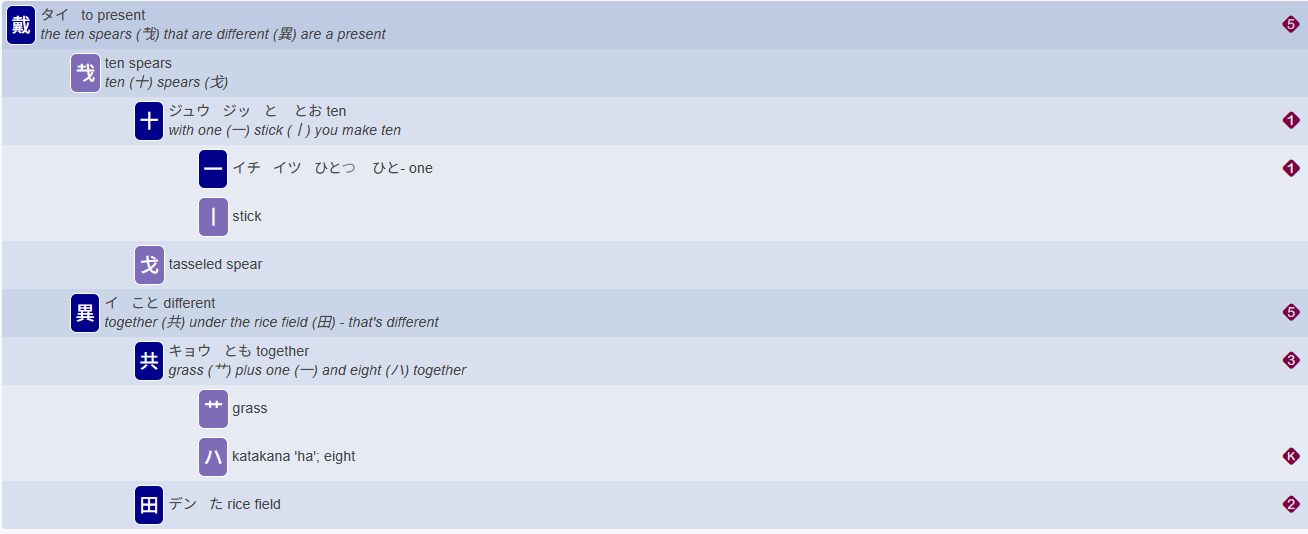 戴 タイ to present 5
the ten spears (𢦏) that are different (異) are a present
𢦏 ten spears
ten (十) spears (戈)
十 ジュウ ジッ と とお ten 1
with one (一) stick (丨) you make ten
一 イチ イツ ひとつ ひと- one 1
丨 stick
戈 tasseled spear
異 イ こと different 5
together (共) under the rice field (田) - that's different
共 キョウ とも together 3
grass (艹) plus one (一) and eight (ハ) together
艹 grass
ハ katakana 'ha'; eight K
田 デン た rice field 2